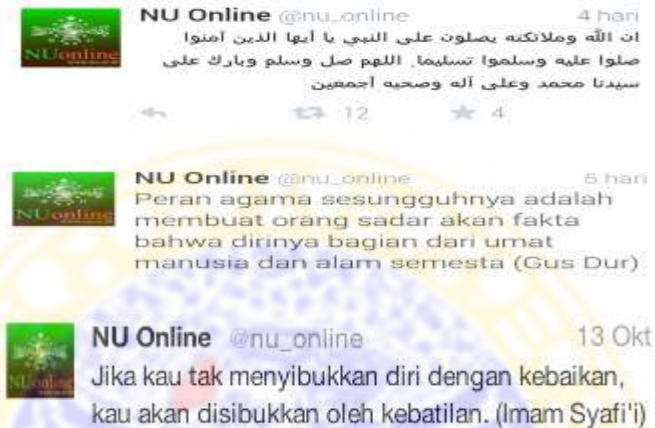 NU Online @nu_online 4 hari
ان الله وملائكته يصلون على النبي يا أيها الذين آمنوا
صلوا عليه وسلموا تسليما. اللهم صل وسلم وبارك على
سيدنا محمد وعلى آله وصحبه أجمعين
12 4
NUonline
NU Online @nu_online 5 hari
Peran agama sesungguhnya adalah
membuat orang sadar akan fakta
bahwa dirinya bagian dari umat
manusia dan alam semesta (Gus Dur)
NUonline
NU Online @nu_online 13 Okt
Jika kau tak menyibukkan diri dengan kebaikan,
kau akan disibukkan oleh kebatilan. (Imam Syafi'i)
NUonline